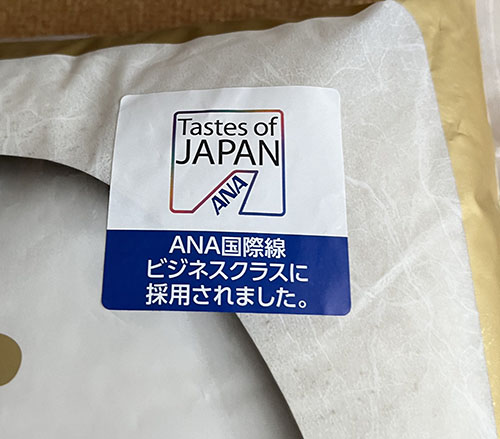 Tastes of
JAPAN
ANA
ANA国際線
ビジネスクラスに
採用されました。